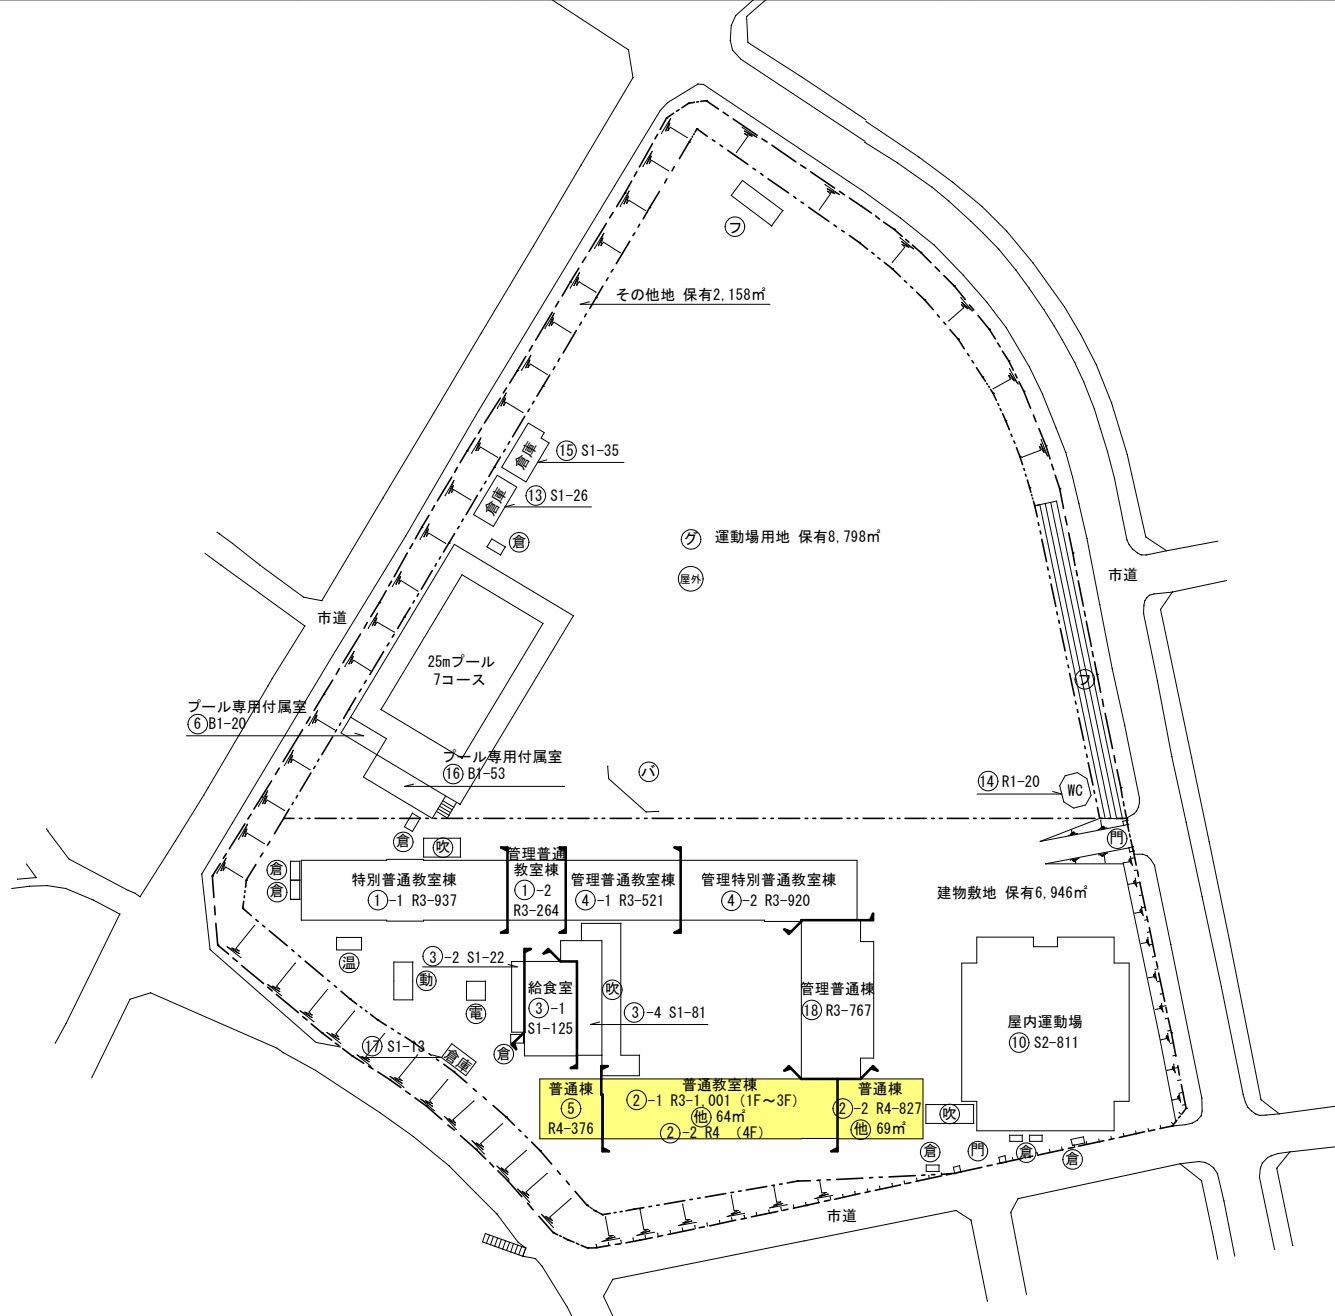 フ
その他地 保有2,158㎡
倉庫
⑮ S1-35
倉庫
⑬ S1-26
倉
グ 運動場用地 保有8,798㎡
屋外
市道
市道
25mプール
7コース
フ
プール専用付属室
⑥B1-20
プール専用付属室
⑯ B1-53
バ
⑭ R1-20
WC
倉
吹
門
倉
倉
特別普通教室棟
①-1 R3-937
管理普通
教室棟
①-2
R3-264
管理普通教室棟
④-1 R3-521
管理特別普通教室棟
④-2 R3-920
建物敷地 保有6,946㎡
温
動
電
③-2 S1-22
給食室
③-1
S1-125
吹
③-4 S1-81
管理普通棟
⑱ R3-767
屋内運動場
⑩ S2-811
⑰ S1-13
倉庫
倉
普通棟
⑤
R4-376
普通教室棟
②-1 R3-1,001 (1F～3F)
他 64㎡
②-2 R4 (4F)
普通棟
②-2 R4-827
他 69㎡
吹
倉
門
倉
倉
市道